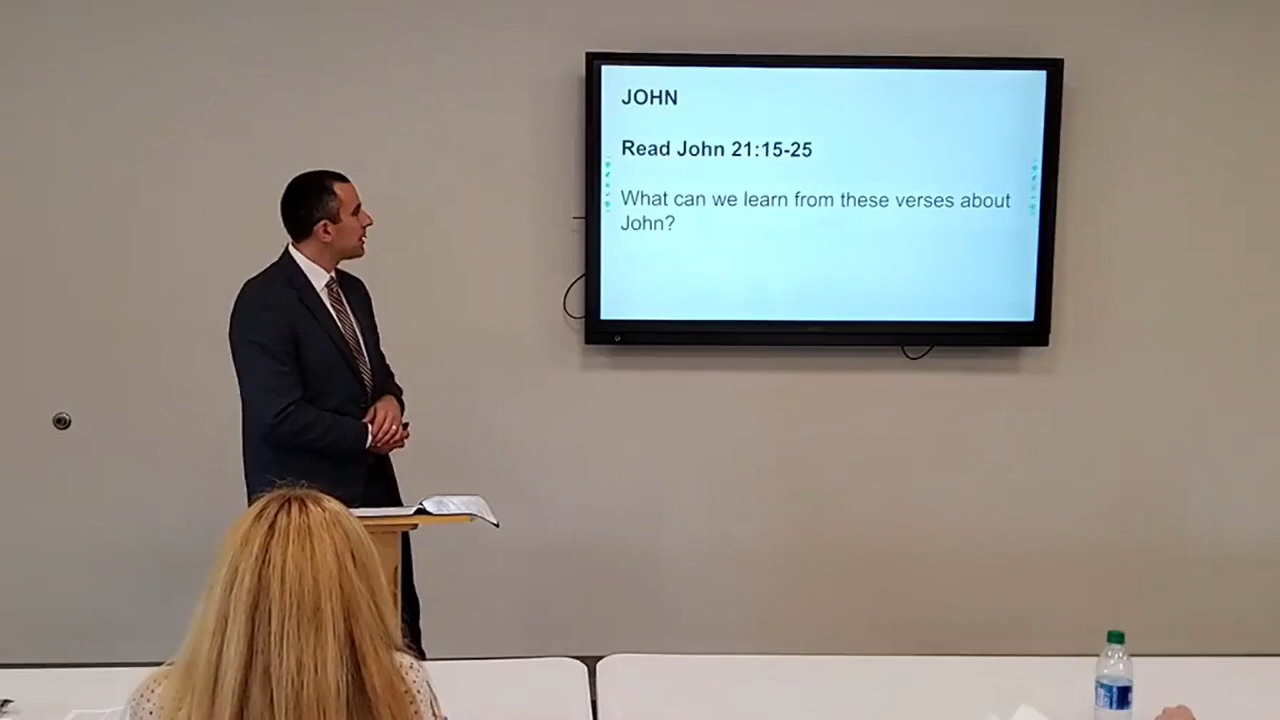 JOHN
Read John 21:15-25
What can we learn from these verses about
John?